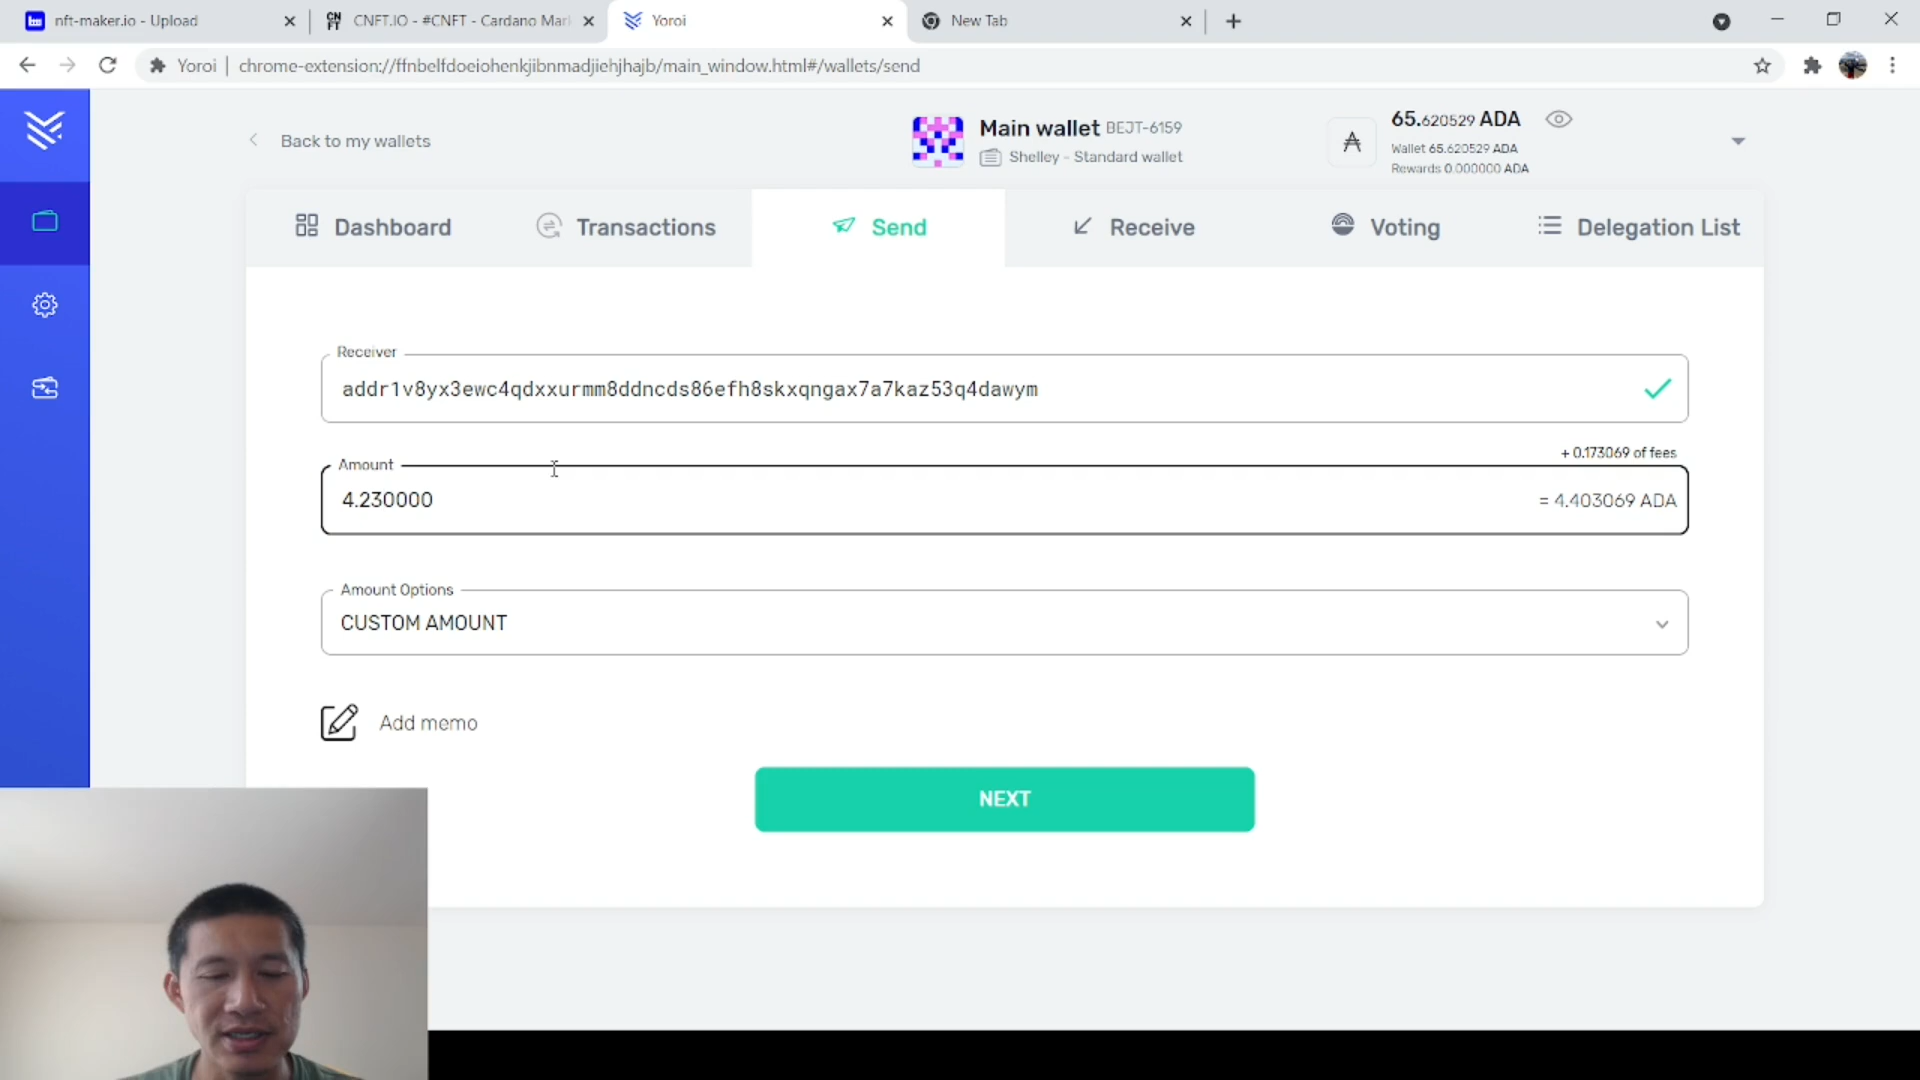 nft-maker.io - Upload
CNFT.IO - #CNFT - Cardano Mar
Yoroi
New Tab
Yoroi | chrome-extension://ffnbelfdoeiohenkjibnmadjiehjhajb/main_window.html#/wallets/send
Back to my wallets
Main wallet BEJT-6159
Shelley - Standard wallet
65.620529 ADA
Wallet 65.620529 ADA
Rewards 0.000000 ADA
Dashboard
Transactions
Send
Receive
Voting
Delegation List
Receiver
addr1v8yx3ewc4qdxxurmm8ddncds86efh8skxqngax7a7kaz53q4dawym
+ 0.173069 of fees
Amount
4.230000
= 4.403069 ADA
Amount Options
CUSTOM AMOUNT
Add memo
NEXT